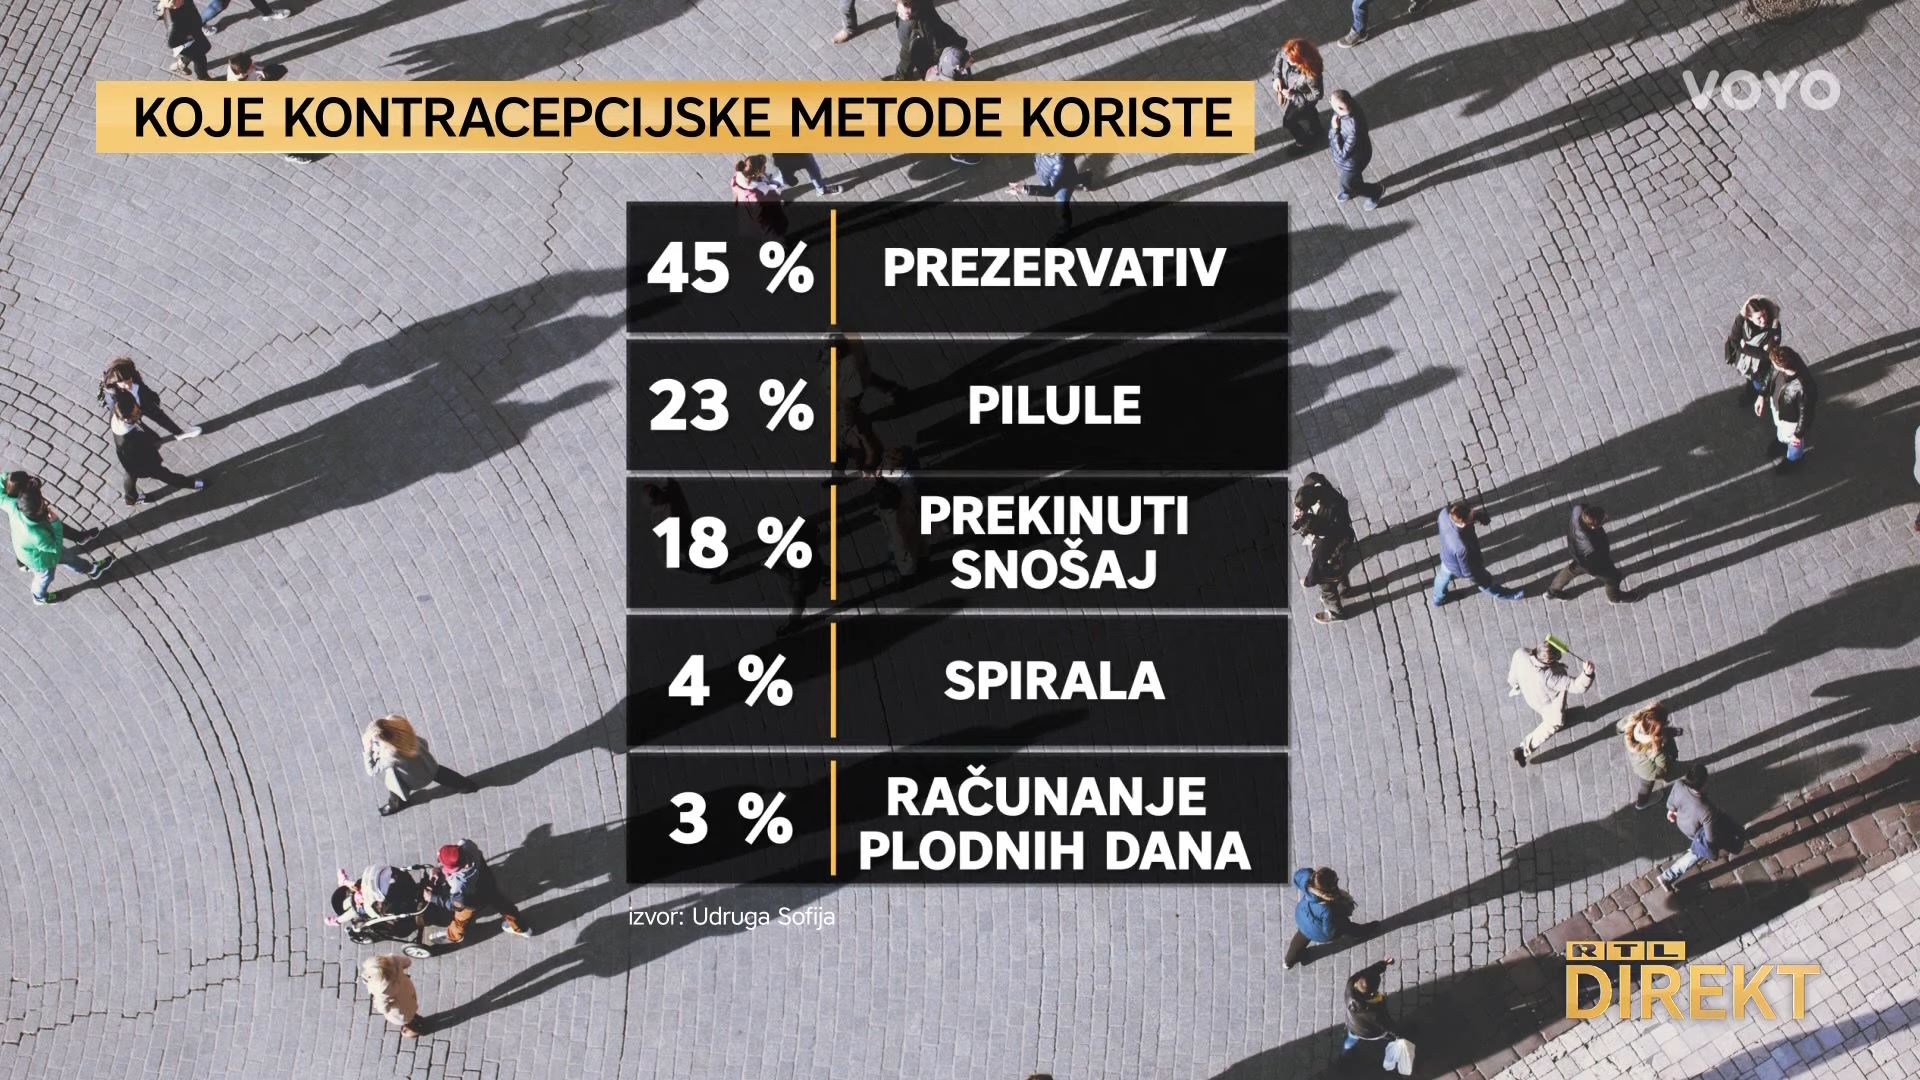 KOJE KONTRACEPCIJSKE METODE KORISTE
VOYO
45 % PREZERVATIV
23 % PILULE
18 % PREKINUTI
SNOŠAJ
4 % SPIRALA
3 % RAČUNANJE
PLODNIH DANA
izvor: Udruga Sofija
RTL
DIREKT